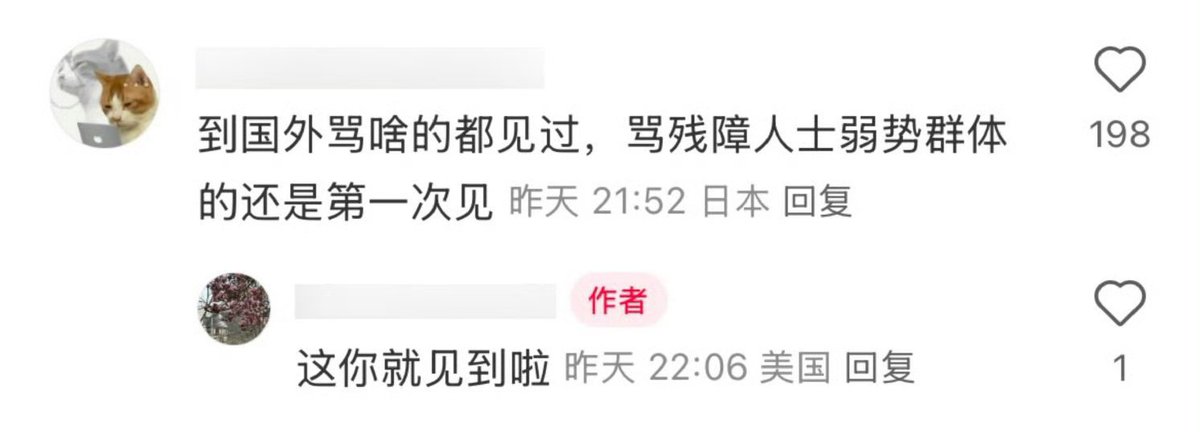 到国外骂啥的都见过，骂残障人士弱势群体
的还是第一次见 昨天 21:52 日本 回复
198
作者
这你就见到啦 昨天 22:06 美国 回复
1